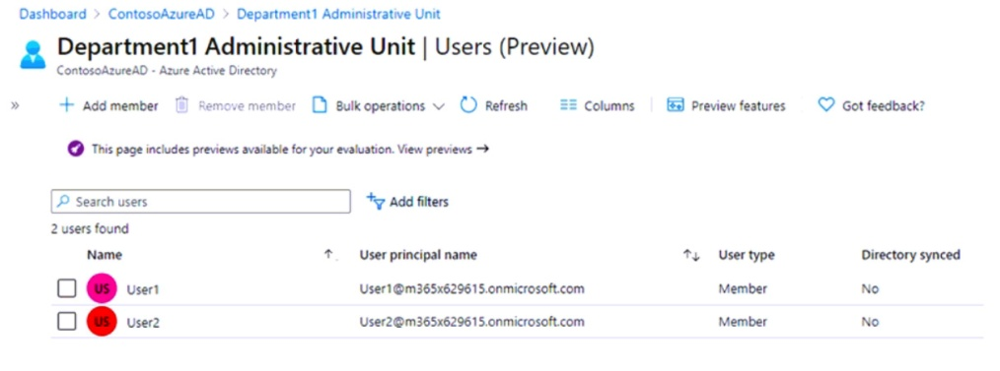 Dashboard > ContosoAzureAD > Department1 Administrative Unit
Department1 Administrative Unit | Users (Preview)
ContosoAzureAD - Azure Active Directory
» Add member Remove member Bulk operations Refresh Columns Preview features Got feedback?
This page includes previews available for your evaluation. View previews →
Search users Add filters
2 users found
Name ↑ User principal name ↑↓ User type Directory synced
US User1 User1@m365x629615.onmicrosoft.com Member No
US User2 User2@m365x629615.onmicrosoft.com Member No